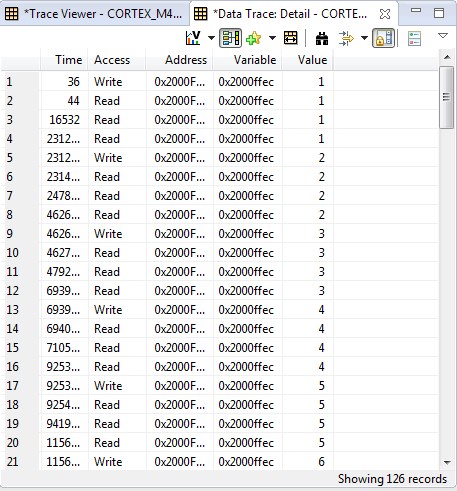 *Trace Viewer - CORTEX_M4... *Data Trace: Detail - CORTE...
Time Access Address Variable Value
1 36 Write 0x2000F... 0x2000ffec 1
2 44 Read 0x2000F... 0x2000ffec 1
3 16532 Read 0x2000F... 0x2000ffec 1
4 2312... Read 0x2000F... 0x2000ffec 1
5 2312... Write 0x2000F... 0x2000ffec 2
6 2314... Read 0x2000F... 0x2000ffec 2
7 2478... Read 0x2000F... 0x2000ffec 2
8 4626... Read 0x2000F... 0x2000ffec 2
9 4626... Write 0x2000F... 0x2000ffec 3
10 4627... Read 0x2000F... 0x2000ffec 3
11 4792... Read 0x2000F... 0x2000ffec 3
12 6939... Read 0x2000F... 0x2000ffec 3
13 6939... Write 0x2000F... 0x2000ffec 4
14 6940... Read 0x2000F... 0x2000ffec 4
15 7105... Read 0x2000F... 0x2000ffec 4
16 9253... Read 0x2000F... 0x2000ffec 4
17 9253... Write 0x2000F... 0x2000ffec 5
18 9254... Read 0x2000F... 0x2000ffec 5
19 9419... Read 0x2000F... 0x2000ffec 5
20 1156... Read 0x2000F... 0x2000ffec 5
21 1156... Write 0x2000F... 0x2000ffec 6
Showing 126 records